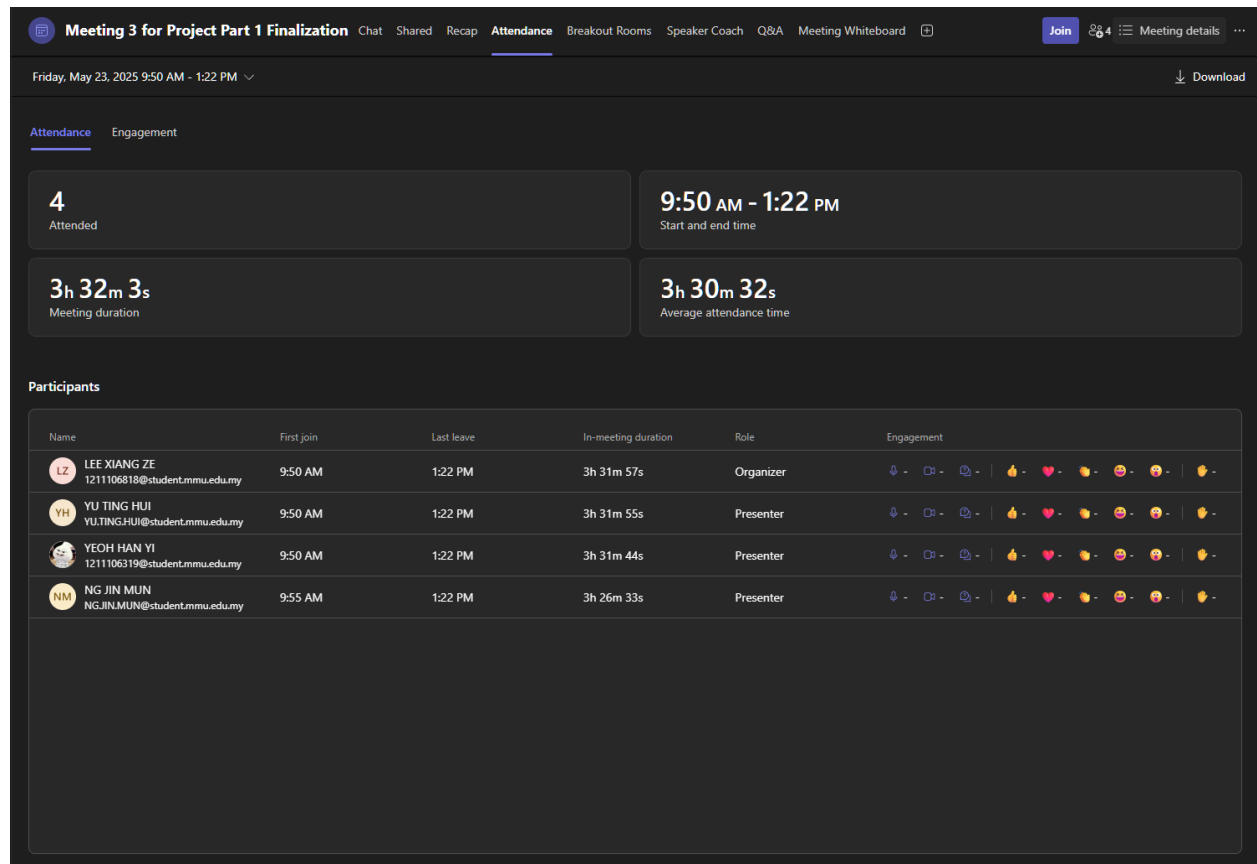 Meeting 3 for Project Part 1 Finalization Chat Shared Recap Attendance Breakout Rooms Speaker Coach Q&A Meeting Whiteboard Join 4 Meeting details ...
Friday, May 23, 2025 9:50 AM - 1:22 PM Download
Attendance Engagement
4
Attended
9:50 AM - 1:22 PM
Start and end time
3h 32m 3s
Meeting duration
3h 30m 32s
Average attendance time
Participants
Name First join Last leave In-meeting duration Role Engagement
LZ LEE XIANG ZE 9:50 AM 1:22 PM 3h 31m 57s Organizer - - - - - - - - -
1211106818@student.mmu.edu.my
YH YU TING HUI 9:50 AM 1:22 PM 3h 31m 55s Presenter - - - - - - - - -
YU.TING.HUI@student.mmu.edu.my
YEOH HAN YI 9:50 AM 1:22 PM 3h 31m 44s Presenter - - - - - - - - -
1211106319@student.mmu.edu.my
NM NG JIN MUN 9:55 AM 1:22 PM 3h 26m 33s Presenter - - - - - - - - -
NG.JIN.MUN@student.mmu.edu.my